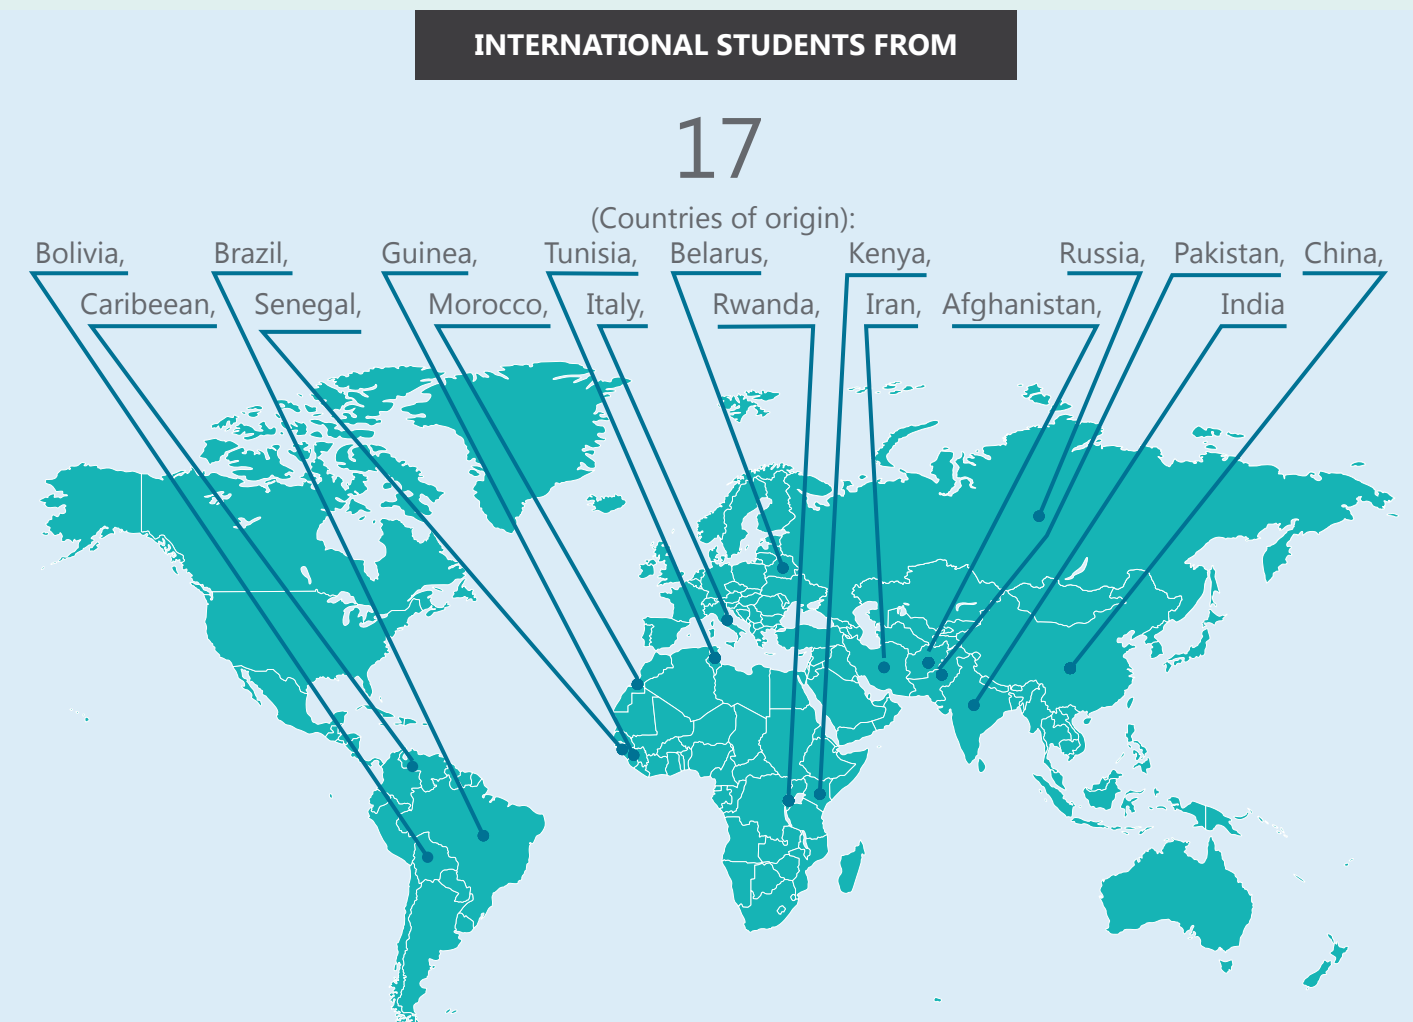 INTERNATIONAL STUDENTS FROM
17
(Countries of origin):
Bolivia, Brazil, Guinea, Tunisia, Belarus, Kenya, Russia, Pakistan, China,
Caribeean, Senegal, Morocco, Italy, Rwanda, Iran, Afghanistan, India